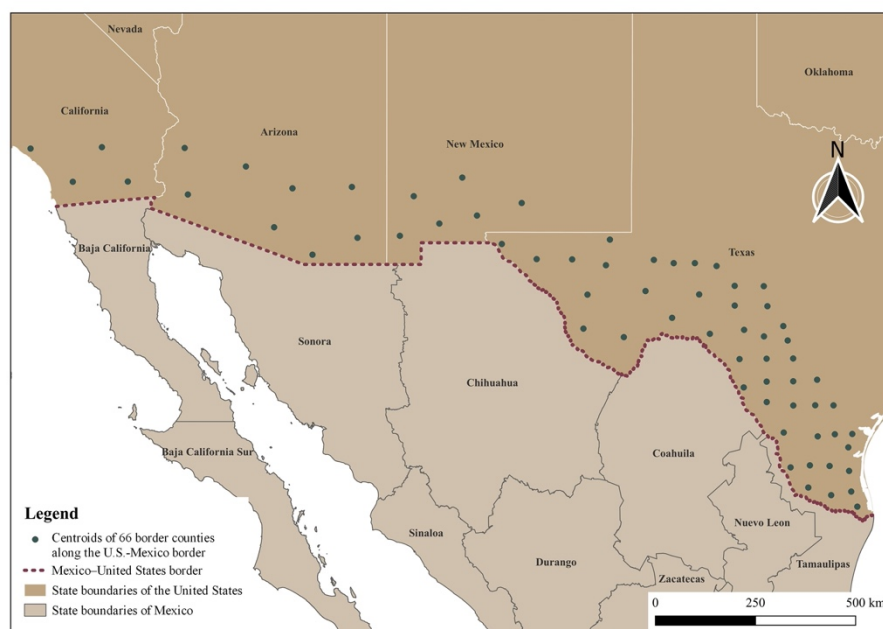 Nevada
Oklahoma
California
Arizona
New Mexico
N
Baja California
Texas
Sonora
Chihuahua
Baja California Sur
Coahuila
Legend
Centroids of 66 border counties
along the U.S.-Mexico border
Mexico–United States border
State boundaries of the United States
State boundaries of Mexico
Sinaloa
Durango
Nuevo Leon
Zacatecas
Tamaulipas
0 250 500 km